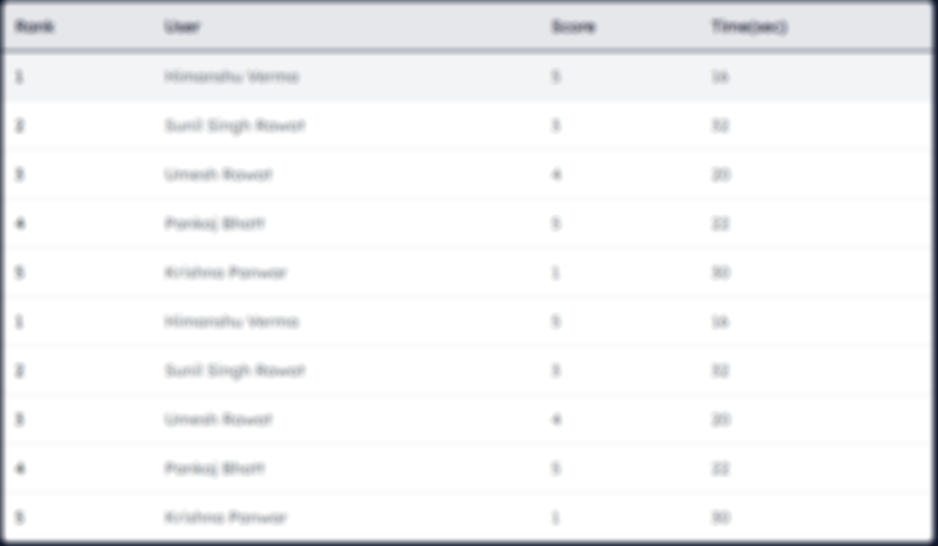 Rank User Score Time(sec)
1 Himanshu Verma 5 16
2 Sunil Singh Rawat 3 32
3 Umesh Rawat 4 20
4 Pankaj Bhatt 5 22
5 Krishna Panwar 1 30
1 Himanshu Verma 5 16
2 Sunil Singh Rawat 3 32
3 Umesh Rawat 4 20
4 Pankaj Bhatt 5 22
5 Krishna Panwar 1 30